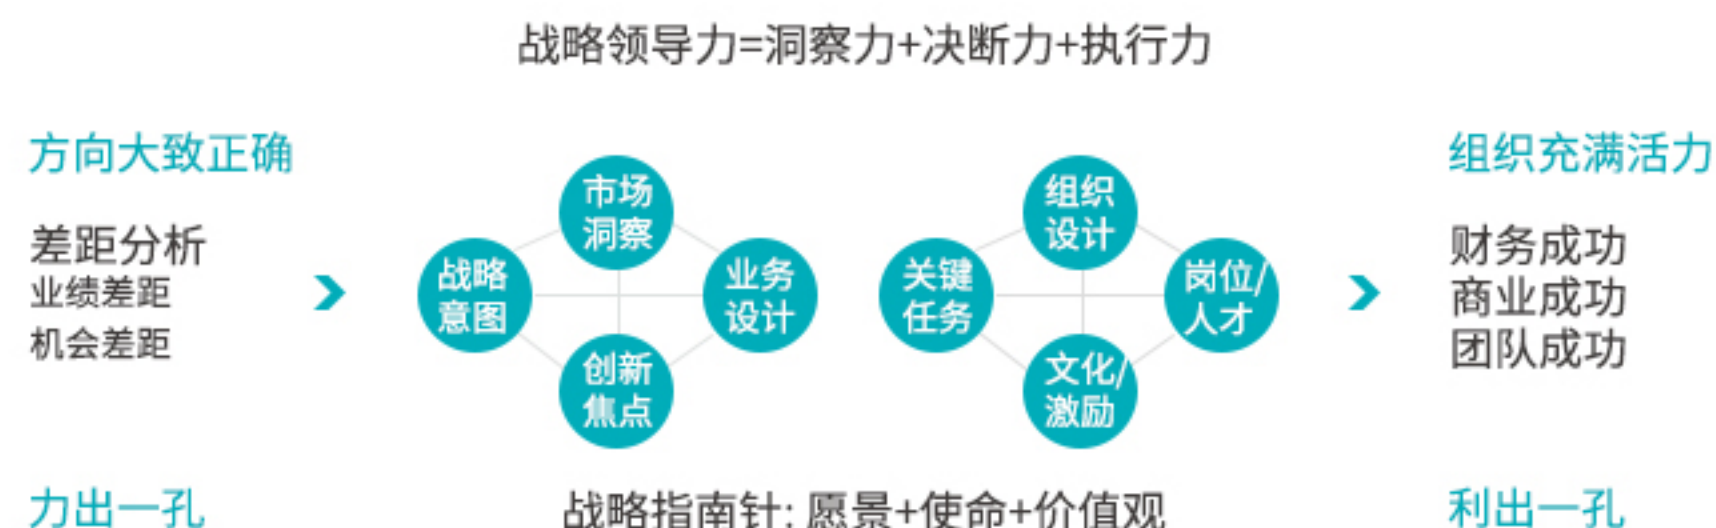 战略领导力=洞察力+决断力+执行力
方向大致正确
组织充满活力
差距分析
业绩差距
机会差距
市场
洞察
战略
意图
业务
设计
创新
焦点
组织
设计
关键
任务
岗位/
人才
文化/
激励
财务成功
商业成功
团队成功
力出一孔
战略指南针: 愿景+使命+价值观
利出一孔